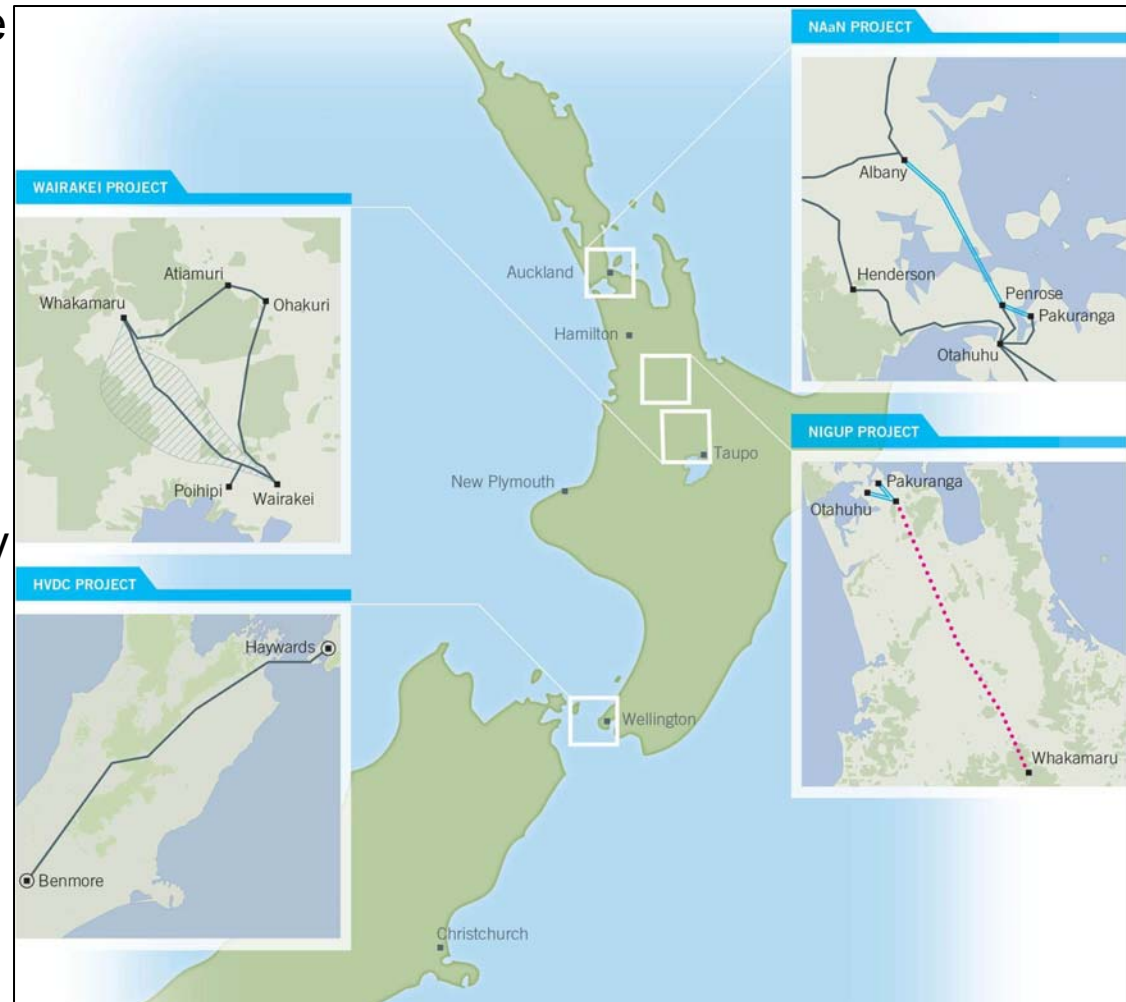 e
y
NAaN PROJECT
Albany
Henderson
Penrose
Pakuranga
Otahuhu
WAIRAKEI PROJECT
Atiamuri
Whakamaru
Ohakuri
Poihipi
Wairakei
Auckland
Hamilton
Taupo
New Plymouth
Wellington
Christchurch
NIGUP PROJECT
Pakuranga
Otahuhu
Whakamaru
HVDC PROJECT
Haywards
Benmore